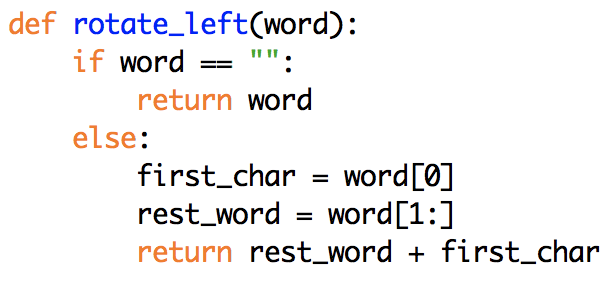 def rotate_left(word):
    if word == "":
        return word
    else:
        first_char = word[0]
        rest_word = word[1:]
        return rest_word + first_char